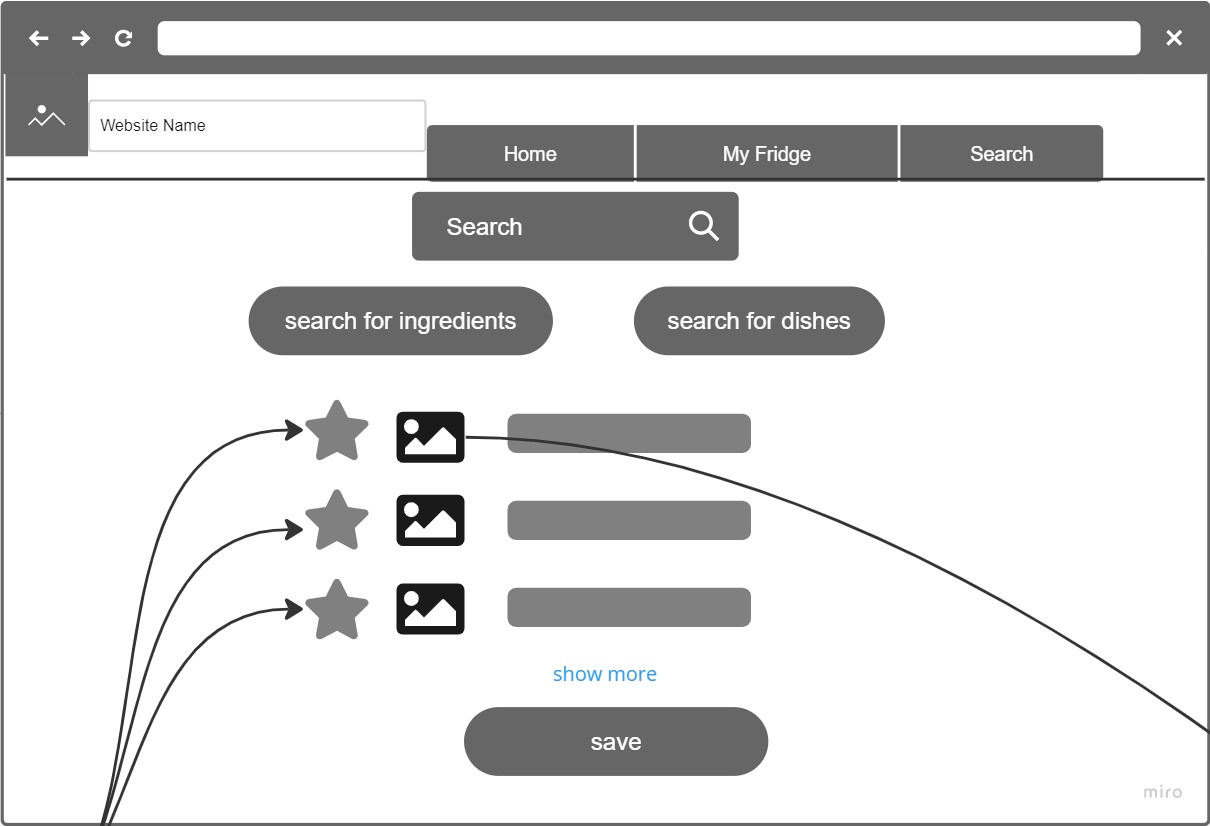 Website Name
Home
My Fridge
Search
Search
search for ingredients
search for dishes
show more
save
miro